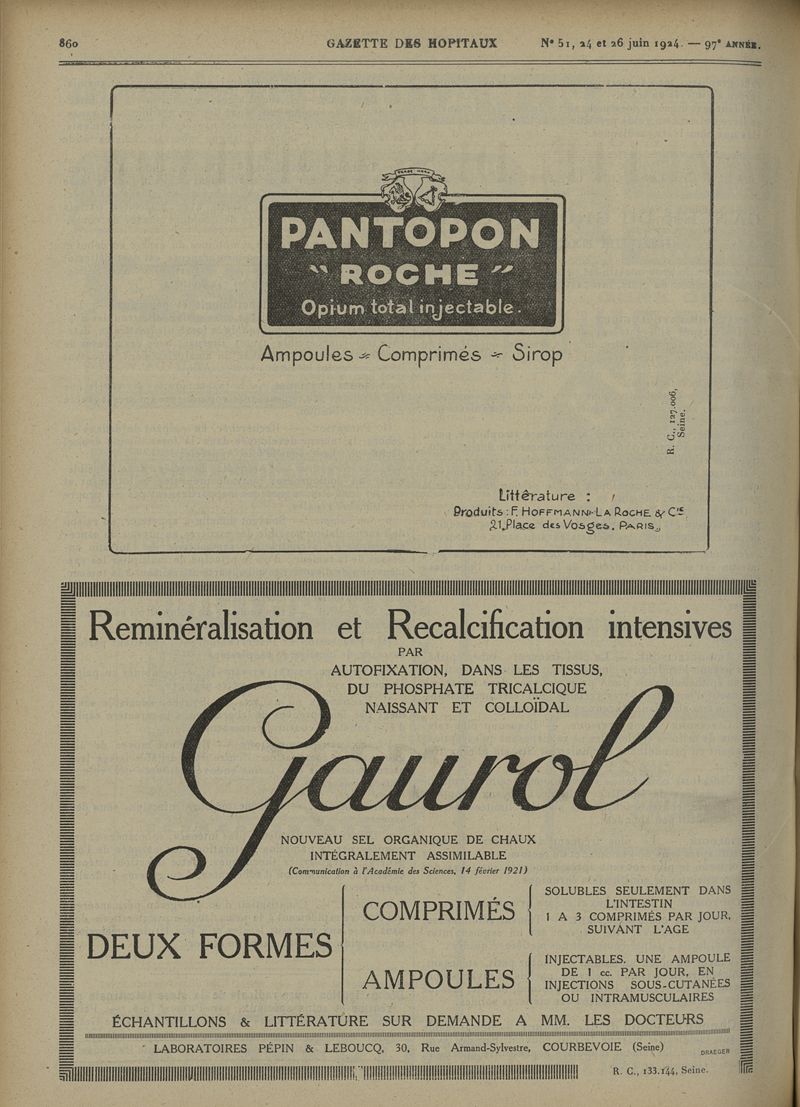 860 GAZETTE DES HOPITAUX N° 51, 24 et 26 juin 1924. — 97° ANNÉE.
PANTOPON
"ROCHE"
Opium total injectable.
Ampoules - Comprimés - Sirop
R. C., 127.006,
Seine.
Littérature :
Produits : F. HOFFMANN-LA ROCHE & Cie
21, Place des Vosges, PARIS.
Reminéralisation et Recalcification intensives
PAR
AUTOFIXATION, DANS LES TISSUS,
DU PHOSPHATE TRICALCIQUE
NAISSANT ET COLLOÏDAL
Gaurol
NOUVEAU SEL ORGANIQUE DE CHAUX
INTÉGRALEMENT ASSIMILABLE
(Communication à l'Académie des Sciences, 14 février 1921)
DEUX FORMES
COMPRIMÉS
SOLUBLES SEULEMENT DANS
L'INTESTIN
1 A 3 COMPRIMÉS PAR JOUR,
SUIVANT L'AGE
AMPOULES
INJECTABLES. UNE AMPOULE
DE 1 cc. PAR JOUR, EN
INJECTIONS SOUS-CUTANÉES
OU INTRAMUSCULAIRES
ÉCHANTILLONS & LITTÉRATURE SUR DEMANDE A MM. LES DOCTEURS
LABORATOIRES PÉPIN & LEBOUCQ, 30, Rue Armand-Sylvestre, COURBEVOIE (Seine)
DRAEGER
R. C., 133.144, Seine.